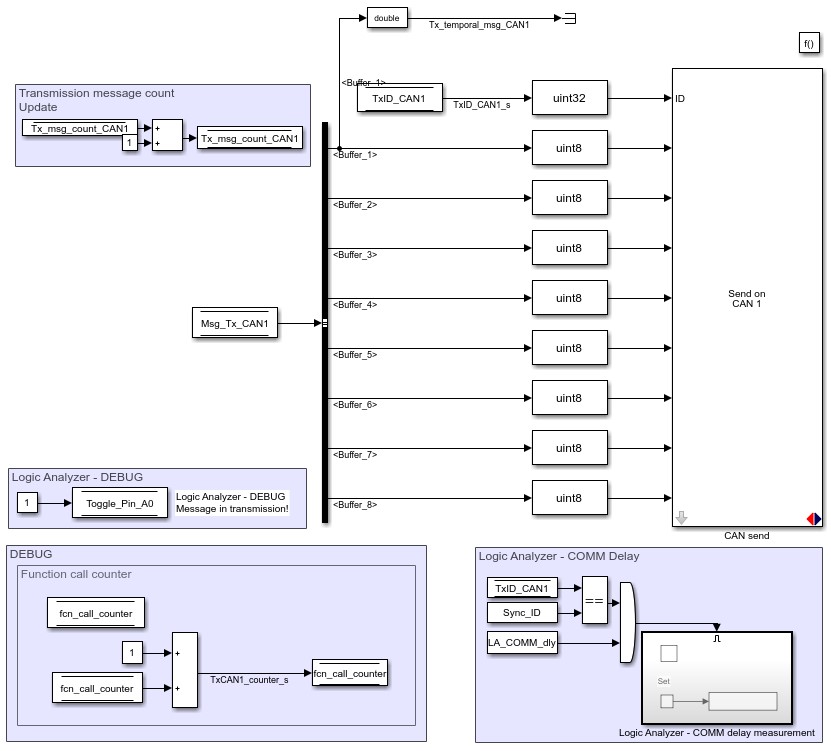 double
Tx_temporal_msg_CAN1
f()
<Buffer_1>
TxID_CAN1
TxID_CAN1_s
uint32
ID
Transmission message count
Update
Tx_msg_count_CAN1
1
+
+
Tx_msg_count_CAN1
<Buffer_1>
uint8
<Buffer_2>
uint8
<Buffer_3>
uint8
<Buffer_4>
uint8
Send on
CAN 1
Msg_Tx_CAN1
<Buffer_5>
uint8
<Buffer_6>
uint8
<Buffer_7>
uint8
<Buffer_8>
uint8
CAN send
Logic Analyzer - DEBUG
1
Toggle_Pin_A0
Logic Analyzer - DEBUG
Message in transmission!
DEBUG
Function call counter
fcn_call_counter
1
fcn_call_counter
+
+
TxCAN1_counter_s
fcn_call_counter
Logic Analyzer - COMM Delay
TxID_CAN1
Sync_ID
==
LA_COMM_dly
Set
Logic Analyzer - COMM delay measurement